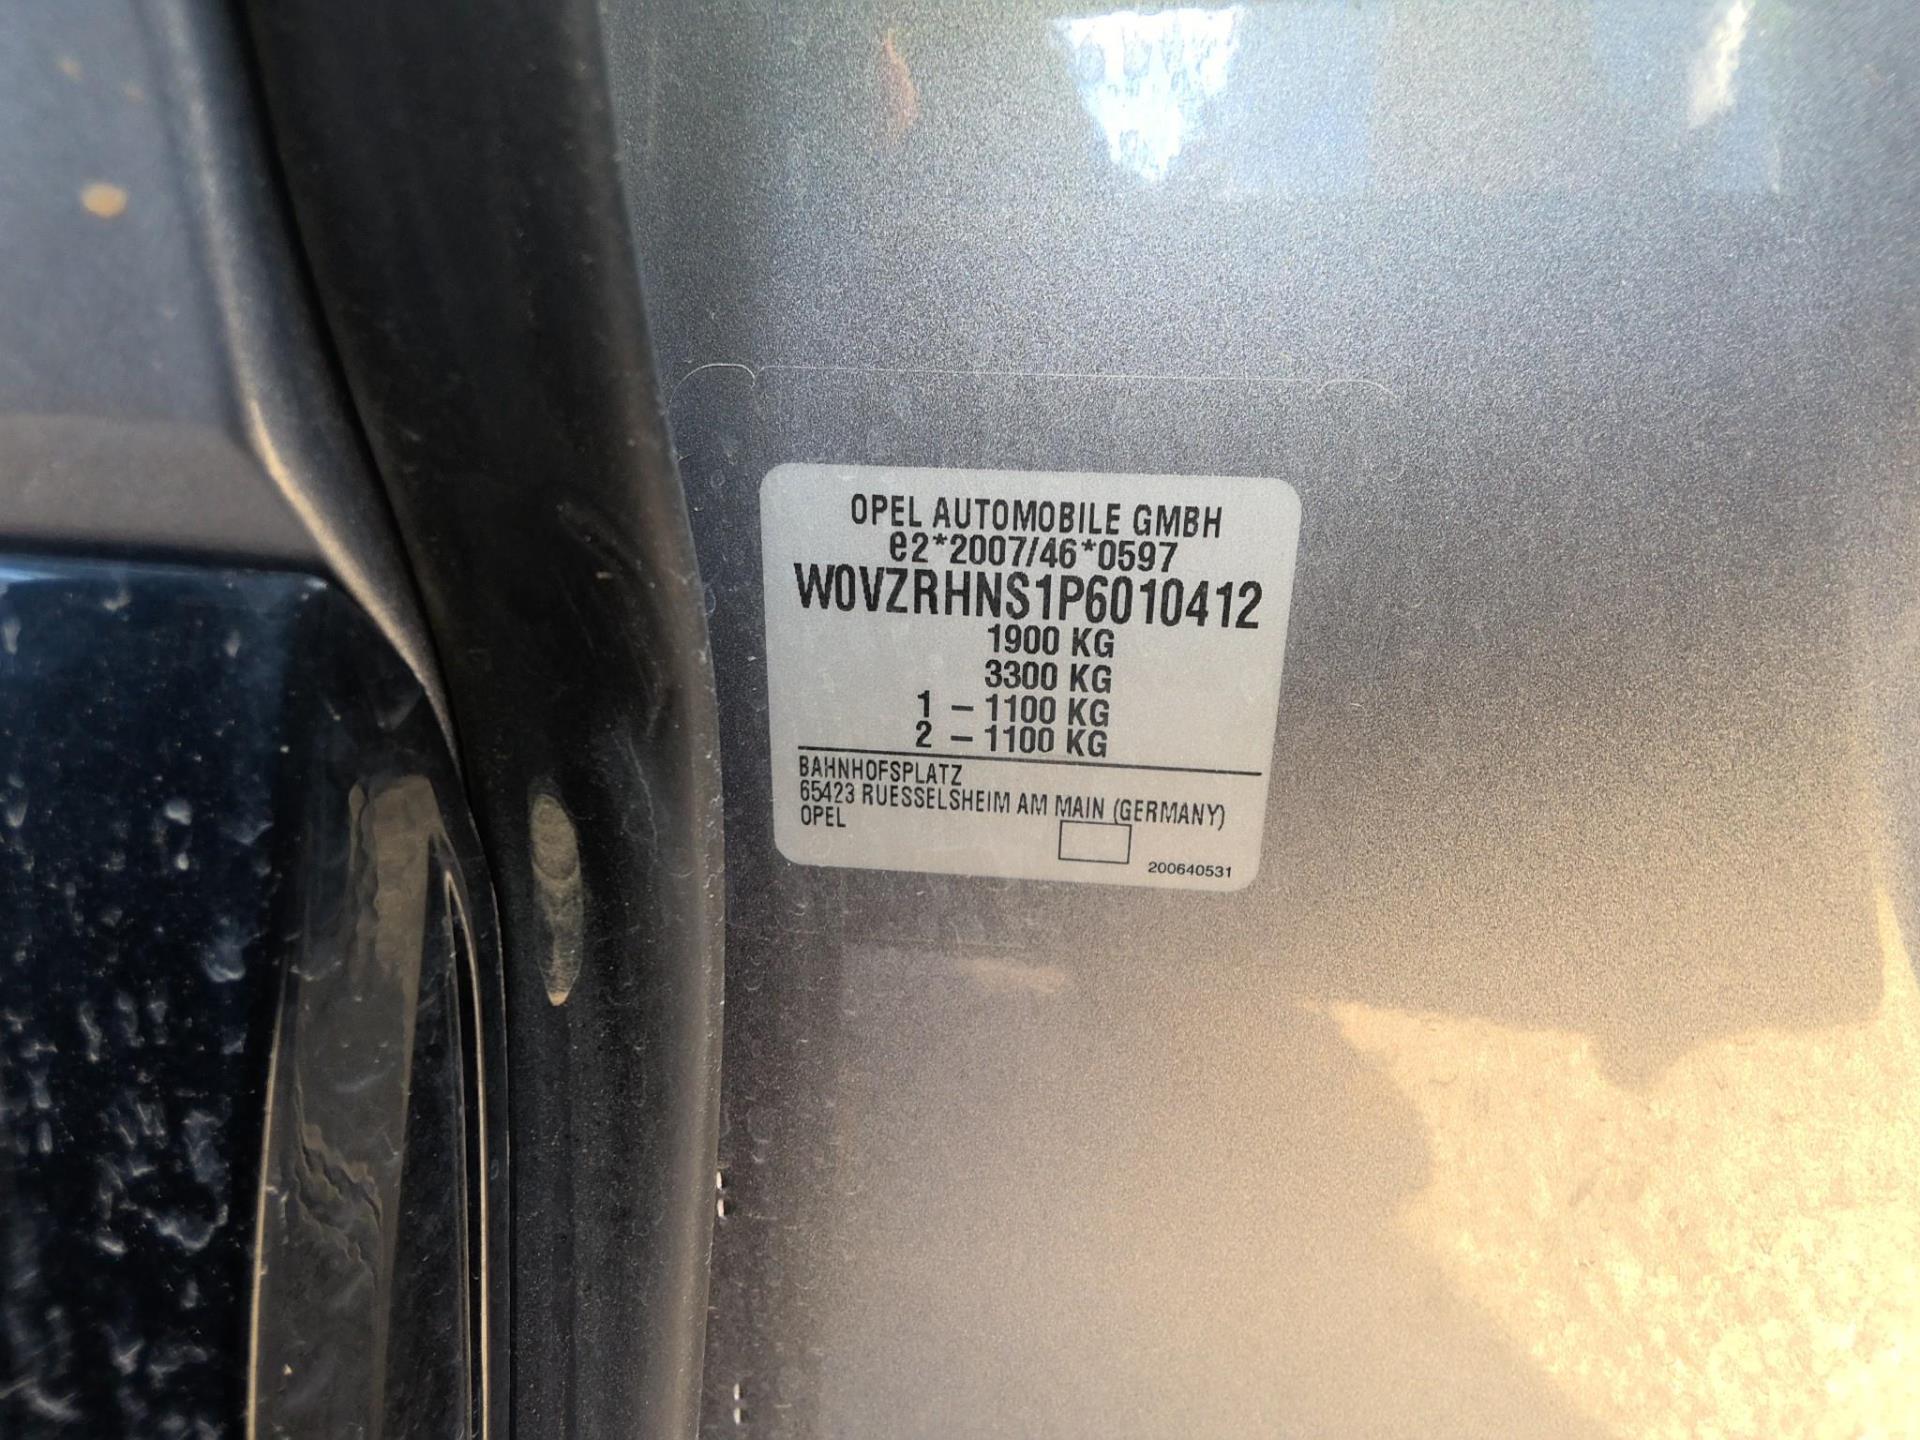 OPEL AUTOMOBILE GMBH
e2*2007/46*0597
W0VZRHNS1P6010412
1900 KG
3300 KG
1 - 1100 KG
2 - 1100 KG
BAHNHOFSPLATZ
65423 RUESSELSHEIM AM MAIN (GERMANY)
OPEL
200640531